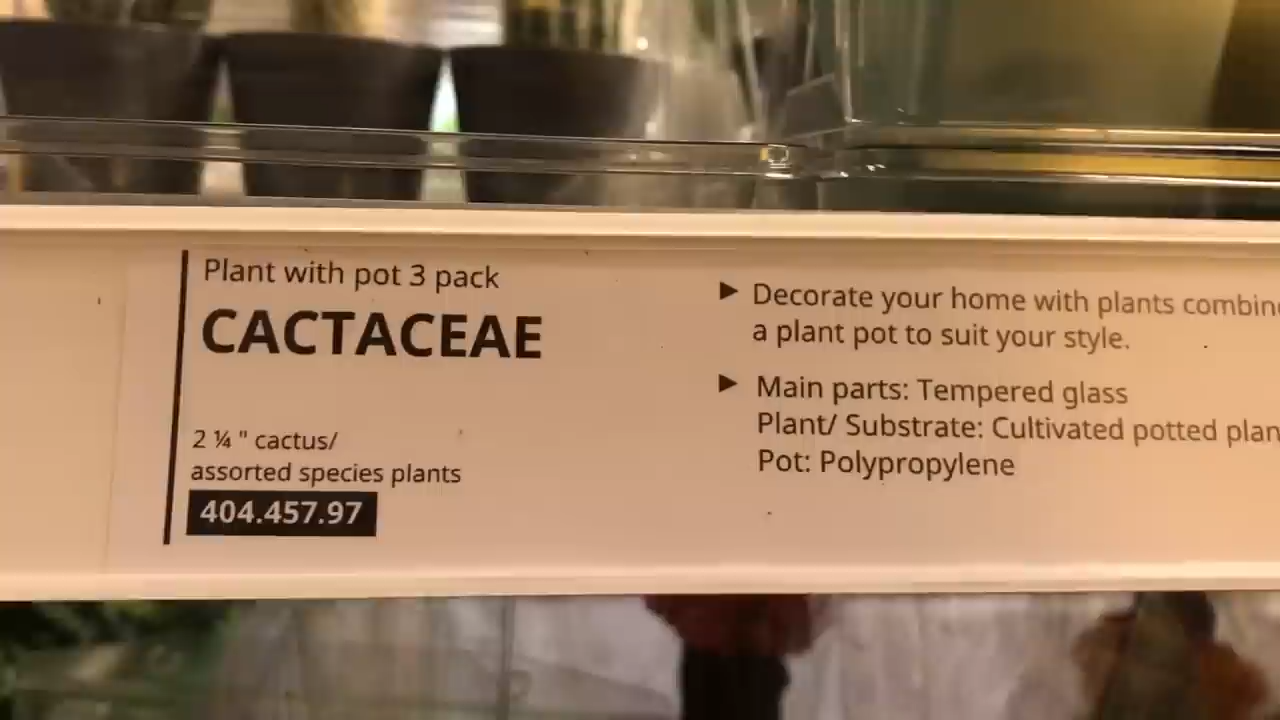 Plant with pot 3 pack
CACTACEAE
2 ¼ " cactus/
assorted species plants
404.457.97
▶ Decorate your home with plants combin
a plant pot to suit your style.
▶ Main parts: Tempered glass
Plant/ Substrate: Cultivated potted plan
Pot: Polypropylene